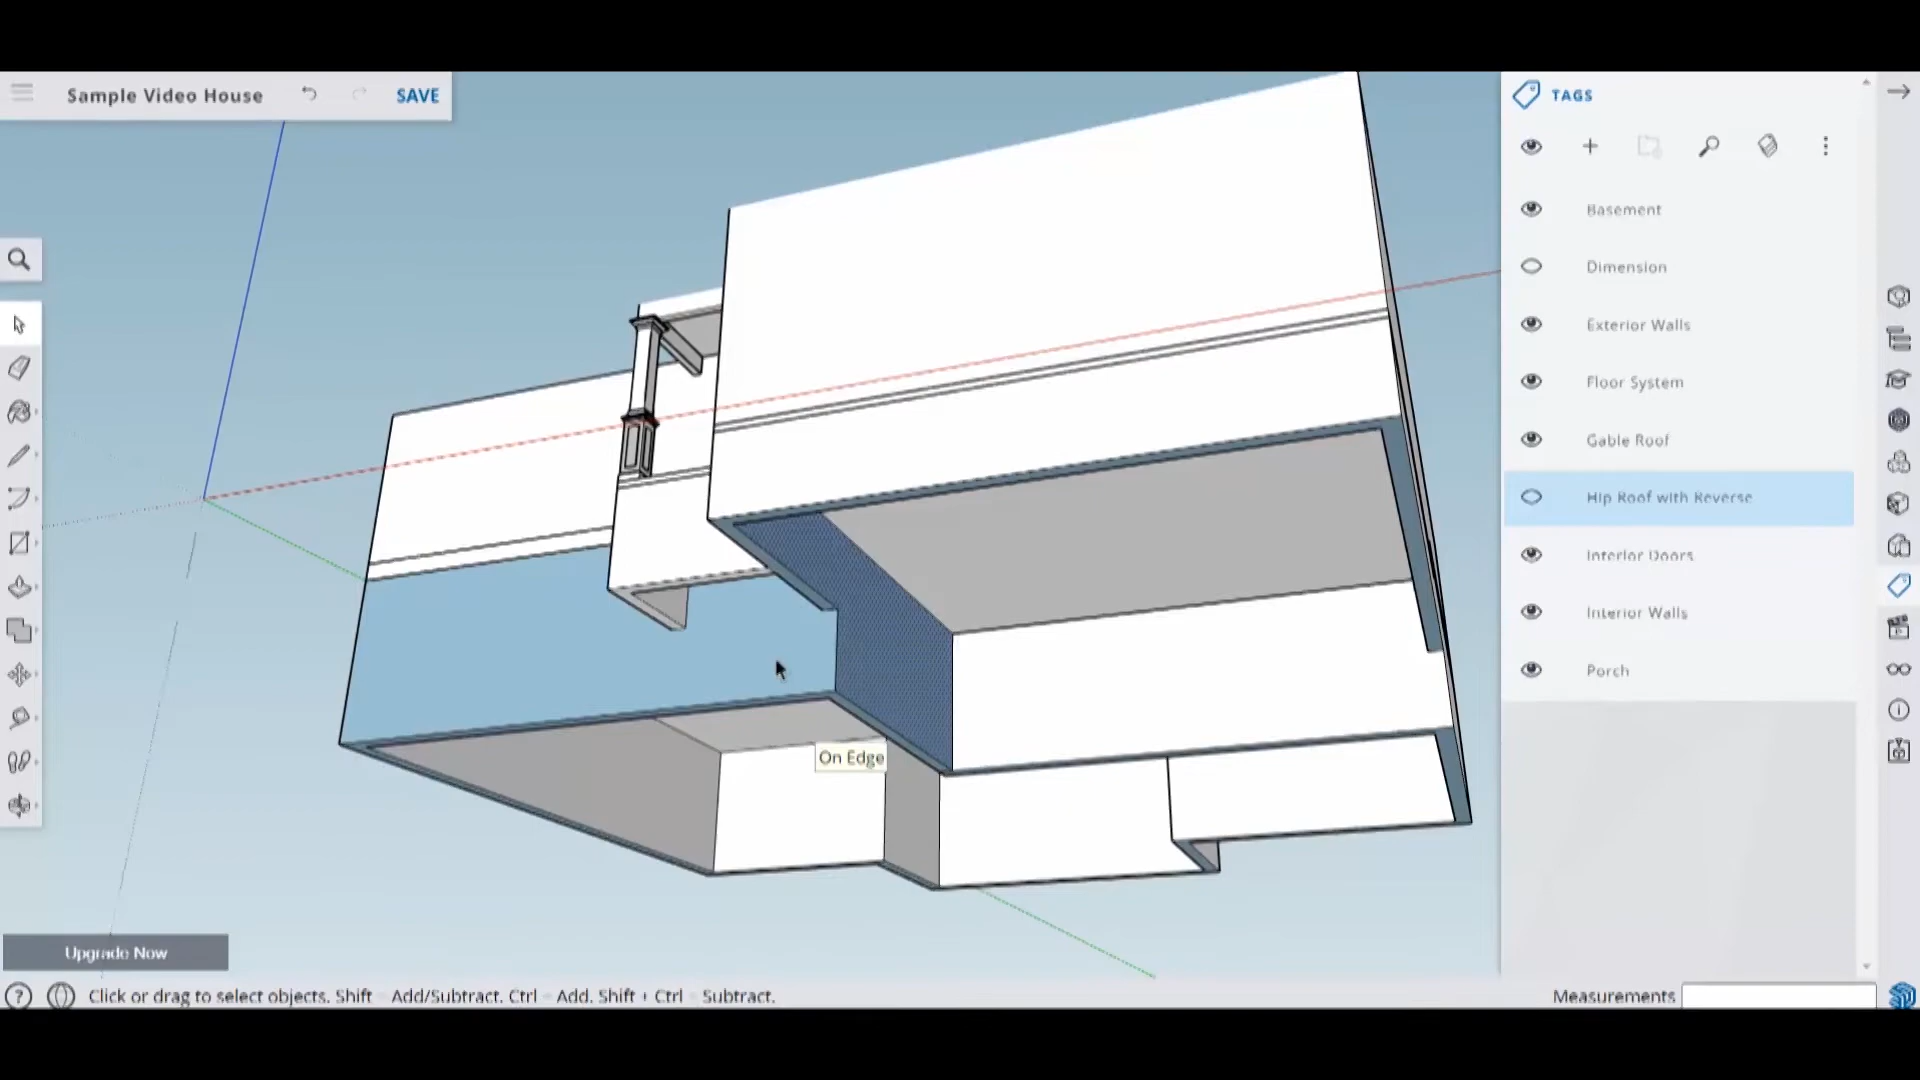 Sample Video House
SAVE
TAGS
Basement
Dimension
Exterior Walls
Floor System
Gable Roof
Hip Roof with Reverse
Interior Doors
Interior Walls
Porch
On Edge
Upgrade Now
? Click or drag to select objects. Shift - Add/Subtract. Ctrl - Add. Shift + Ctrl - Subtract.
Measurements